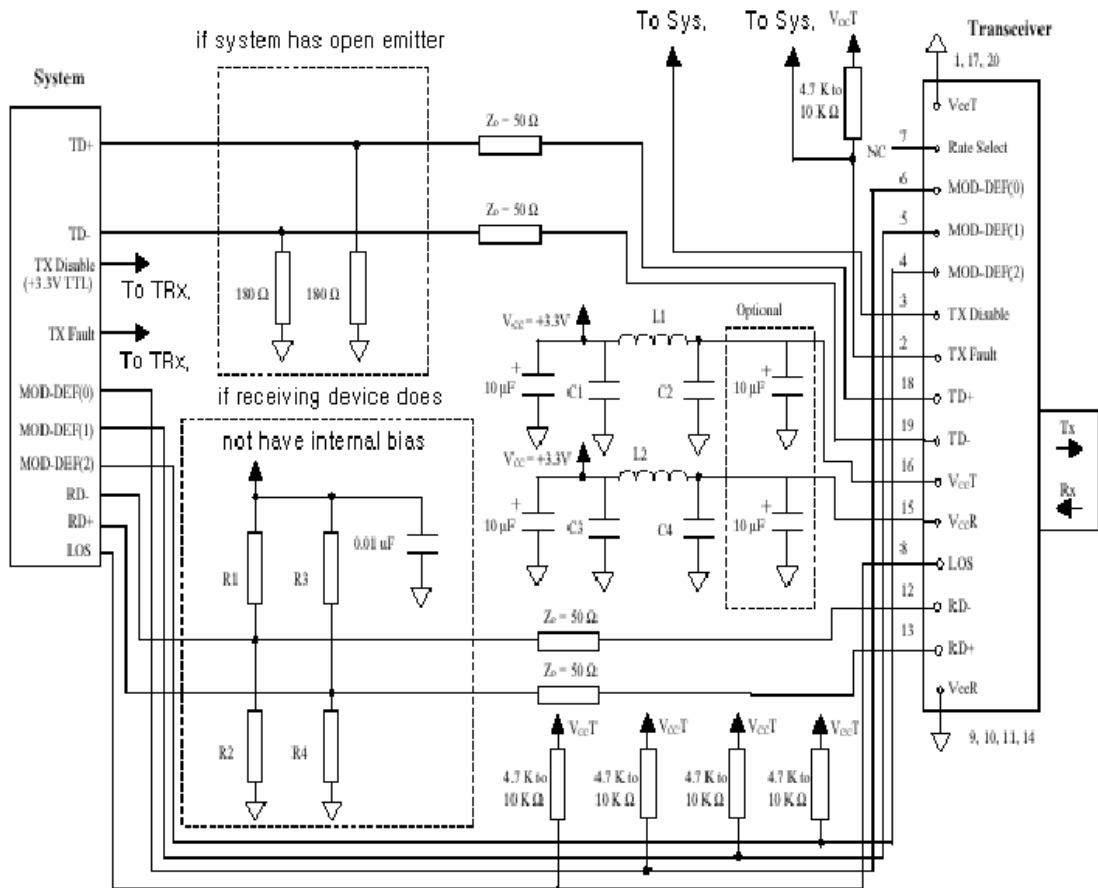 To Sys.
To Sys.
VCCT
if system has open emitter
Transceiver
1, 17, 20
System
4.7 K to
10 K Ω
VeeT
Z₀ = 50 Ω
TD+
NC
7
Rate Select
6
MOD-DEF(0)
Z₀ = 50 Ω
TD-
5
MOD-DEF(1)
TX Disable
(+3.3V TTL)
To TRx.
180 Ω
180 Ω
4
MOD-DEF(2)
Optional
3
TX Disable
TX Fault
To TRx.
VCC = +3.3V
L1
2
TX Fault
10 µF
+
C1
C2
10 µF
+
18
TD+
MOD-DEF(0)
if receiving device does
not have internal bias
MOD-DEF(1)
19
TD-
Tx
MOD-DEF(2)
VCC = +3.3V
L2
16
VCCT
RD-
Rx
RD+
10 µF
+
C3
C4
10 µF
+
15
VCCR
LOS
0.01 uF
8
LOS
R1
R3
12
RD-
Z₀ = 50 Ω
13
RD+
Z₀ = 50 Ω
VeeR
R2
R4
VCCT
VCCT
VCCT
VCCT
9, 10, 11, 14
4.7 K to
10 K Ω
4.7 K to
10 K Ω
4.7 K to
10 K Ω
4.7 K to
10 K Ω